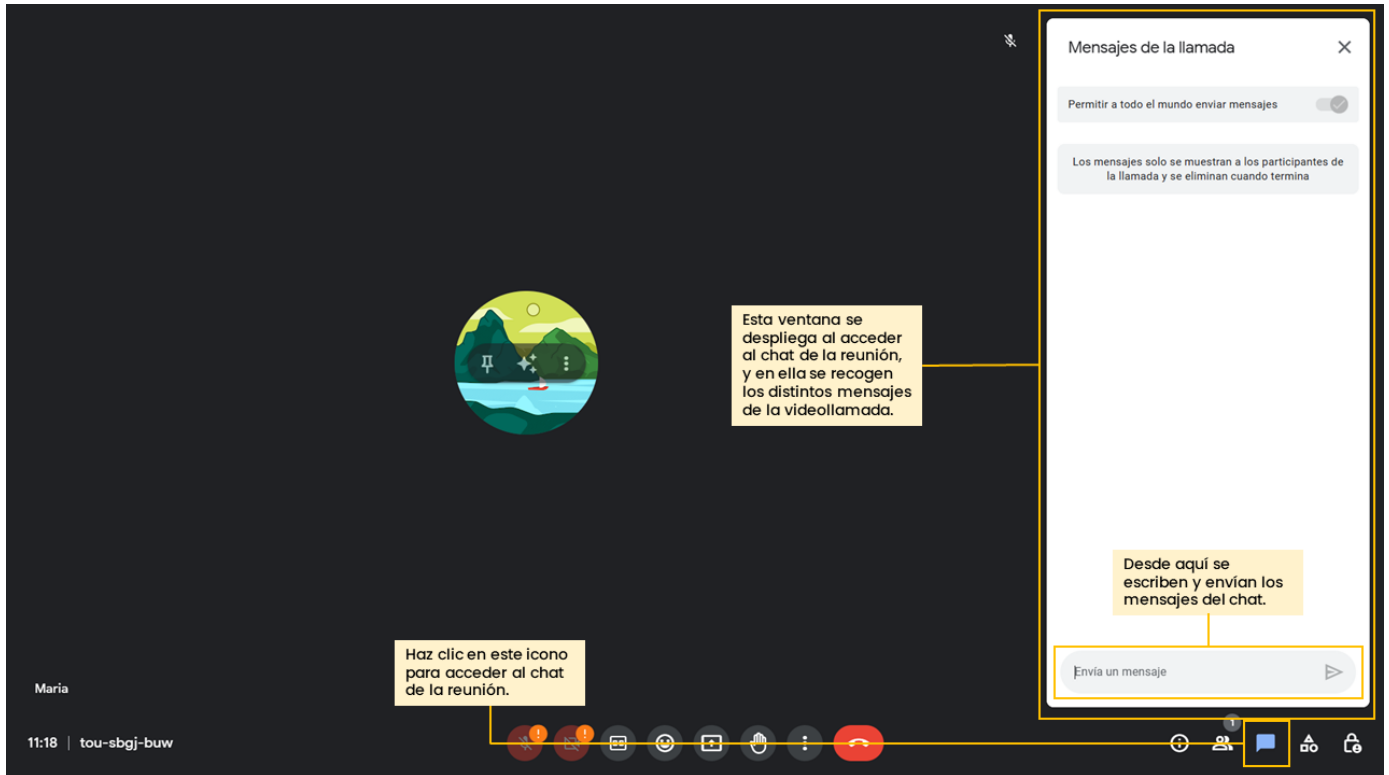 Mensajes de la llamada
Permitir a todo el mundo enviar mensajes
Los mensajes solo se muestran a los participantes de
la llamada y se eliminan cuando termina
Esta ventana se
despliega al acceder
al chat de la reunión,
y en ella se recogen
los distintos mensajes
de la videollamada.
Desde aquí se
escriben y envían los
mensajes del chat.
Envía un mensaje
Haz clic en este icono
para acceder al chat
de la reunión.
Maria
11:18 | tou-sbgj-buw
!
!
CC
1